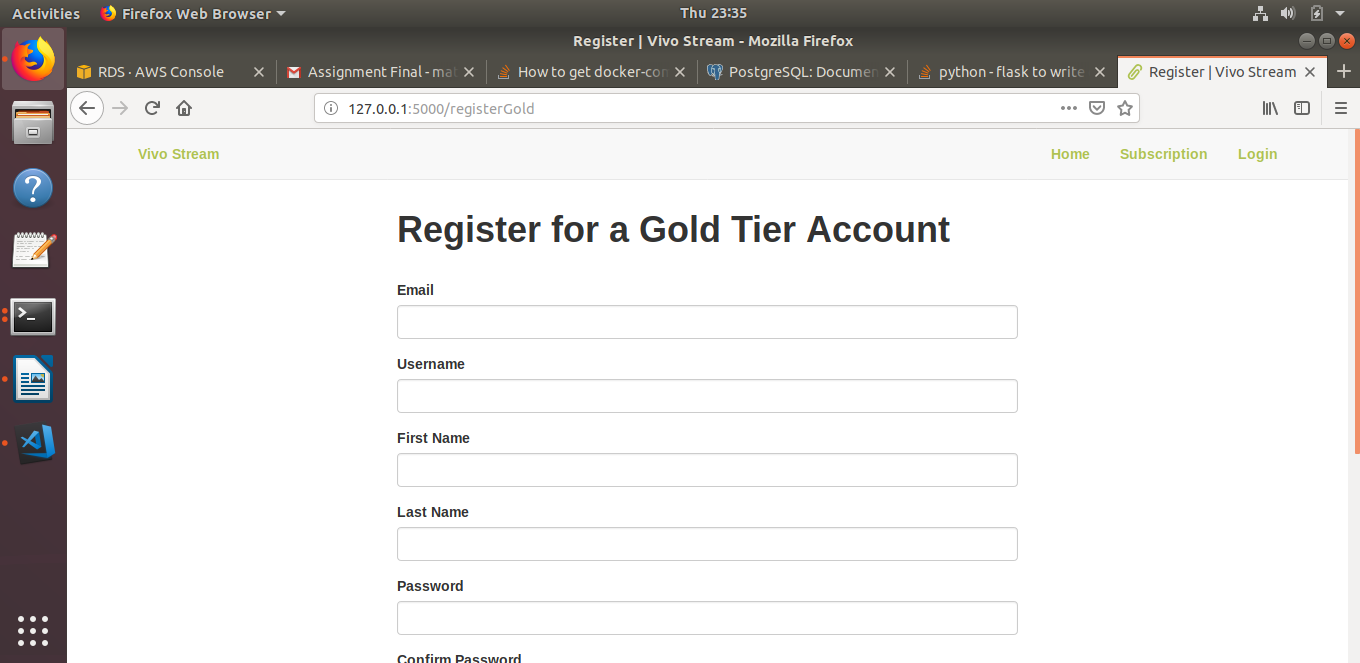 Activities Firefox Web Browser Thu 23:35
Register | Vivo Stream - Mozilla Firefox
RDS · AWS Console Assignment Final - mat How to get docker-con PostgreSQL: Documen python - flask to write Register | Vivo Stream
127.0.0.1:5000/registerGold
Vivo Stream Home Subscription Login
Register for a Gold Tier Account
Email
Username
First Name
Last Name
Password
Confirm Password